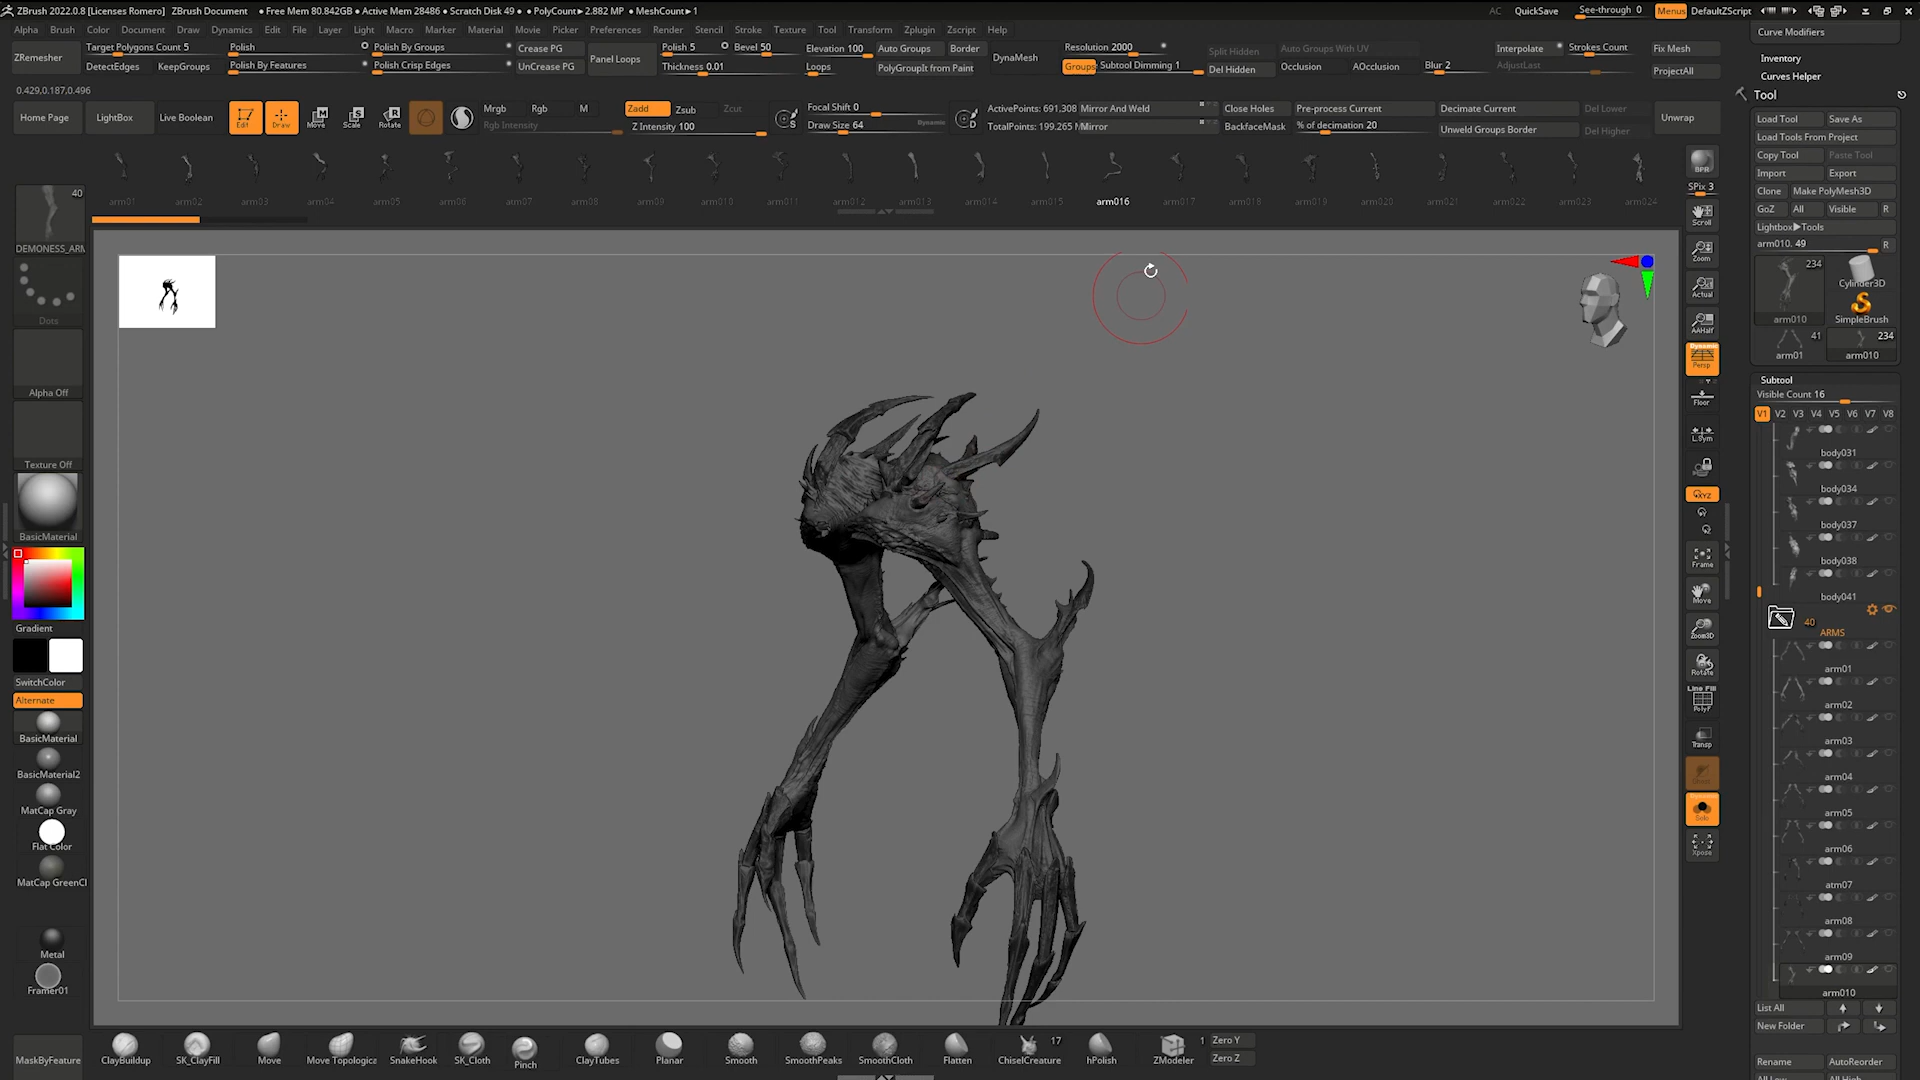 ZBrush 2022.0.8 [Licenses Romero] ZBrush Document • Free Mem 80.842GB • Active Mem 28486 • Scratch Disk 49 • • PolyCount▸2.882 MP • MeshCount▸1 AC QuickSave See-through 0 Menus DefaultZScript
Alpha Brush Color Document Draw Dynamics Edit File Layer Light Macro Marker Material Movie Picker Preferences Render Stencil Stroke Texture Tool Transform Zplugin Zscript Help
Curve Modifiers
Inventory
Curves Helper
ZRemesher Target Polygons Count 5 Polish Polish By Groups Crease PG Panel Loops Polish 5 Bevel 50 Elevation 100 Auto Groups Border DynaMesh Resolution 2000 Split Hidden Auto Groups With UV Interpolate Strokes Count Fix Mesh
DetectEdges KeepGroups Polish By Features Polish Crisp Edges UnCrease PG Thickness 0.01 Loops PolyGroupIt from Paint Groups Subtool Dimming 1 Del Hidden Occlusion AOcclusion Blur 2 AdjustLast ProjectAll
0.429,0.187,0.496
Home Page LightBox Live Boolean Edit Draw Move Scale Rotate Mrgb Rgb M Zadd Zsub Zcut Focal Shift 0 ActivePoints: 691,308 Mirror And Weld Close Holes Pre-process Current Decimate Current Del Lower Unwrap
Rgb Intensity Z Intensity 100 Draw Size 64 Dynamic TotalPoints: 199.265 M Mirror BackfaceMask % of decimation 20 Unweld Groups Border Del Higher
arm01 arm02 arm03 arm04 arm05 arm06 atm07 arm08 arm09 arm010 arm011 arm012 arm013 arm014 arm015 arm016 arm017 arm018 arm019 arm020 arm021 arm022 arm023 arm024
40
DEMONESS_ARM
Dots
Alpha Off
Texture Off
BasicMaterial
Gradient
SwitchColor
Alternate
BasicMaterial
BasicMaterial2
MatCap Gray
Flat Color
MatCap GreenCl
Metal
Framer01
MaskByFeature
ClayBuildup SK_ClayFill Move Move Topologica SnakeHook SK_Cloth Pinch ClayTubes Planar Smooth SmoothPeaks SmoothCloth Flatten ChiselCreature 17 hPolish ZModeler 1 Zero Y
Zero Z
BPR
SPix 3
Scroll
Zoom
Actual
AAHalf
Dynamic
Persp
Floor
L.Sym
XYZ
Frame
Move
Zoom3D
Rotate
Line Fill
PolyF
Transp
Solo
Xpose
Tool
Load Tool Save As
Load Tools From Project
Copy Tool Paste Tool
Import Export
Clone Make PolyMesh3D
GoZ All Visible R
Lightbox▶Tools
arm010. 49 R
234
Cylinder3D
arm010 SimpleBrush
41 234
arm01 arm010
Subtool
Visible Count 16
V1 V2 V3 V4 V5 V6 V7 V8
body031
body034
body037
body038
body041
40
ARMS
arm01
arm02
arm03
arm04
arm05
arm06
atm07
arm08
arm09
arm010
List All
New Folder
Rename AutoReorder